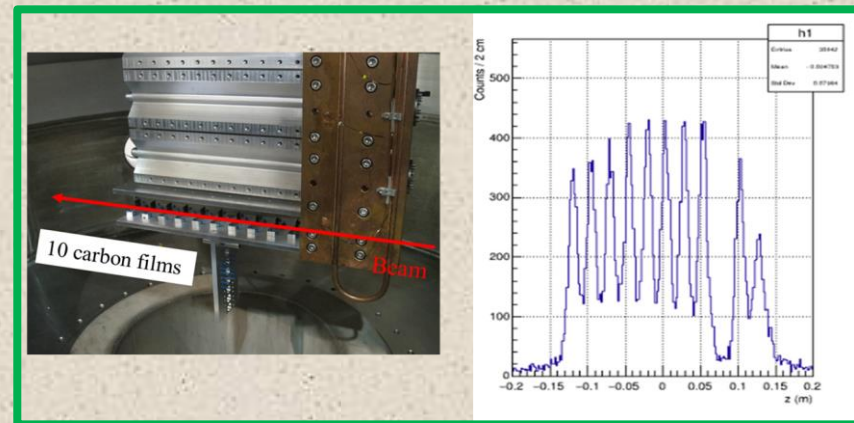 10 carbon films
Beam
h1
Entries
Mean
Std Dev
Counts / 2 cm
500
400
300
200
100
0
−0.2 −0.15 −0.1 −0.05 0 0.05 0.1 0.15 0.2
z (m)